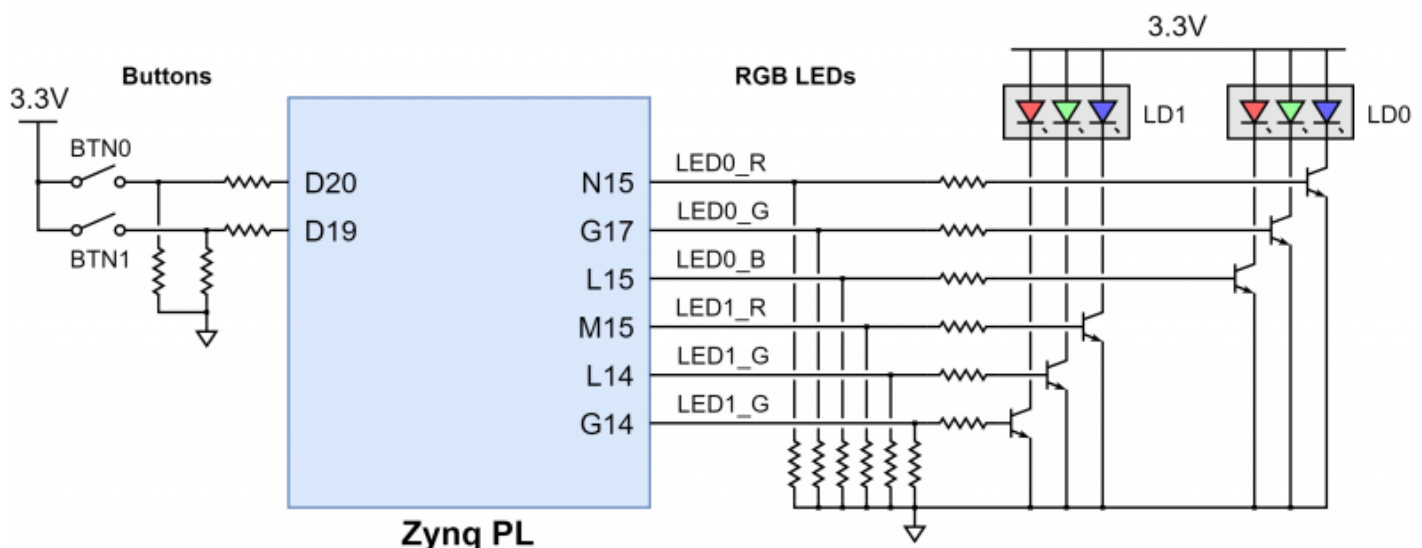 3.3V
Buttons
RGB LEDs
3.3V
BTN0
BTN1
D20
D19
N15
G17
L15
M15
L14
G14
LED0_R
LED0_G
LED0_B
LED1_R
LED1_G
LED1_G
LD1
LD0
Zynq PL